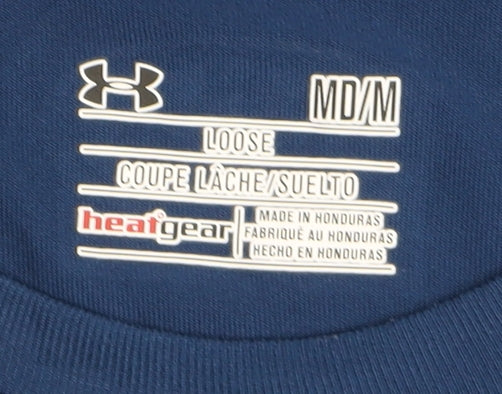 MD/M
LOOSE
COUPE LÂCHE/SUELTO
heatgear
MADE IN HONDURAS
FABRIQUÉ AU HONDURAS
HECHO EN HONDURAS